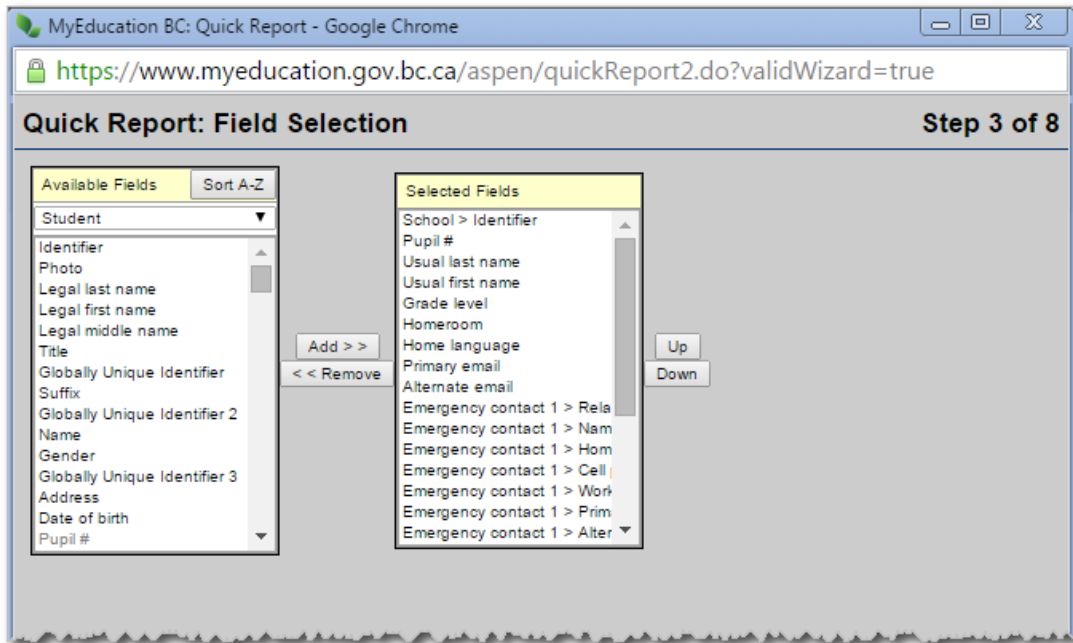 MyEducation BC: Quick Report - Google Chrome
https://www.myeducation.gov.bc.ca/aspen/quickReport2.do?validWizard=true
Quick Report: Field Selection
Step 3 of 8
Available Fields
Sort A-Z
Student
Identifier
Photo
Legal last name
Legal first name
Legal middle name
Title
Globally Unique Identifier
Suffix
Globally Unique Identifier 2
Name
Gender
Globally Unique Identifier 3
Address
Date of birth
Pupil #
Add > >
< < Remove
Selected Fields
School > Identifier
Pupil #
Usual last name
Usual first name
Grade level
Homeroom
Home language
Primary email
Alternate email
Emergency contact 1 > Rela
Emergency contact 1 > Nam
Emergency contact 1 > Hom
Emergency contact 1 > Cell
Emergency contact 1 > Work
Emergency contact 1 > Prim
Emergency contact 1 > Alter
Up
Down